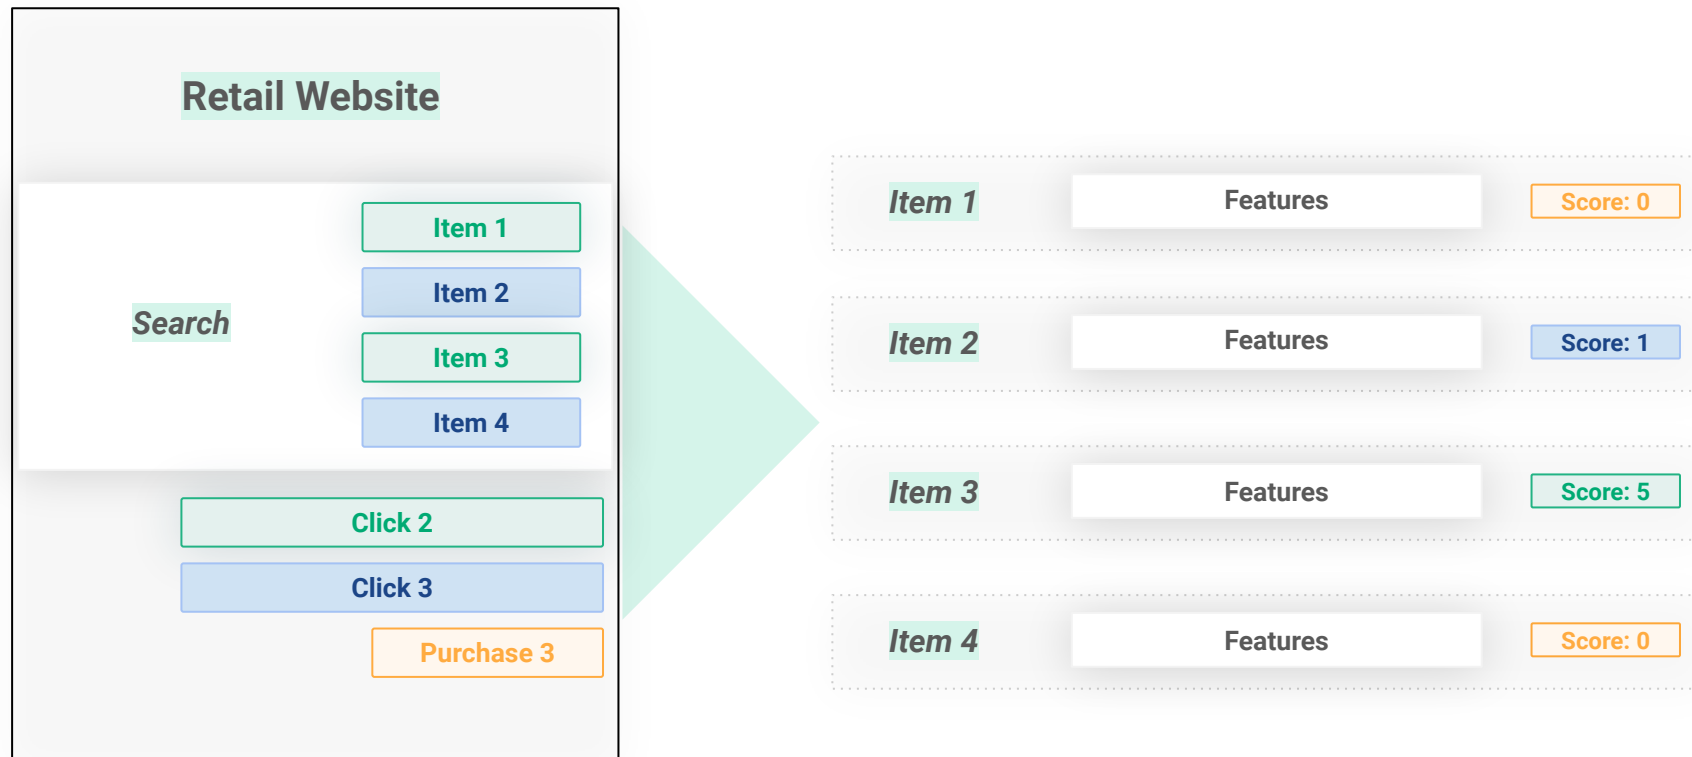 Retail Website
Search
Item 1
Item 2
Item 3
Item 4
Click 2
Click 3
Purchase 3
Item 1 Features Score: 0
Item 2 Features Score: 1
Item 3 Features Score: 5
Item 4 Features Score: 0